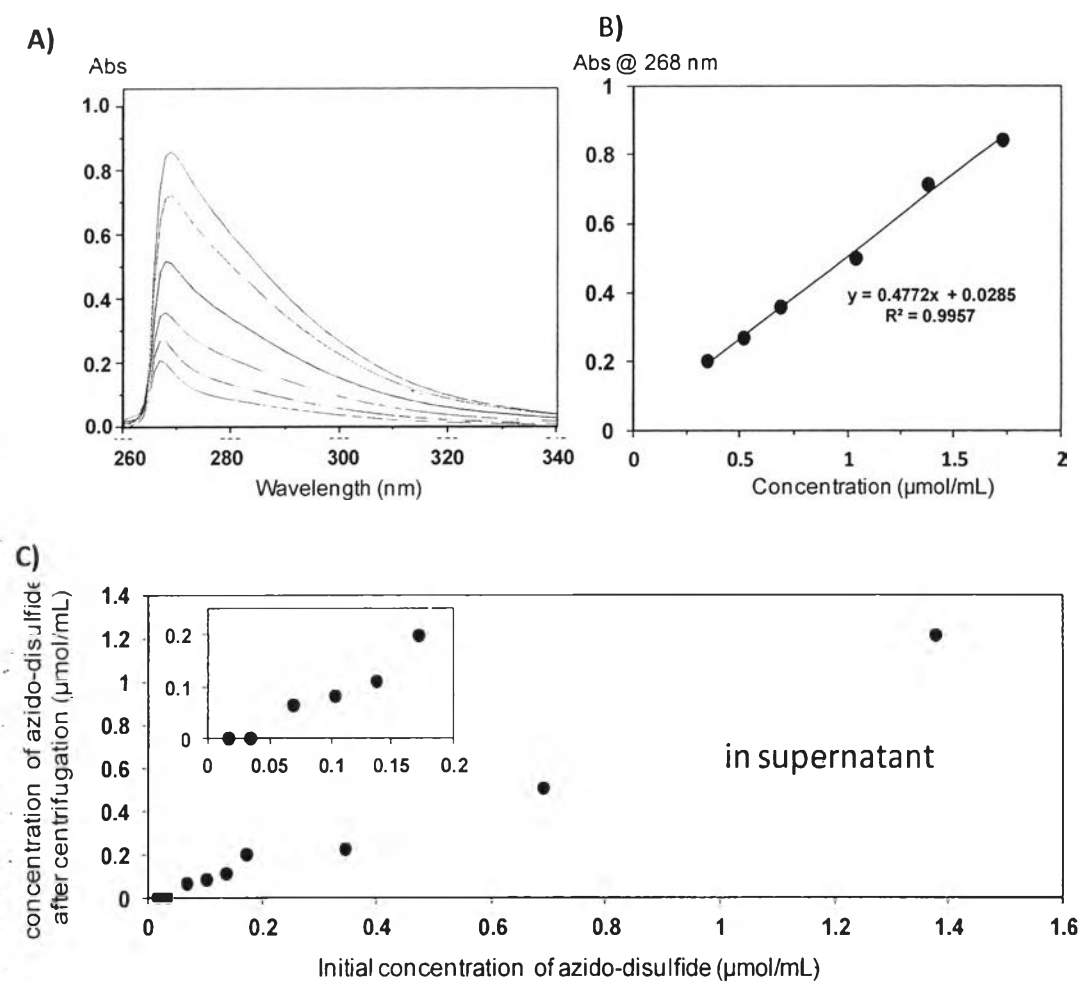 A)
Abs
1.0
0.8
0.6
0.4
0.2
0.0
260 280 300 320 340
Wavelength (nm)
B)
Abs @ 268 nm
1
0.8
0.6
0.4
0.2
0
y = 0.4772x + 0.0285
R² = 0.9957
0 0.5 1 1.5 2
Concentration (µmol/mL)
C)
concentration of azido-disulfide
after centrifugation (µmol/mL)
1.4
1.2
1
0.8
0.6
0.4
0.2
0
0.2
0.1
0
0 0.05 0.1 0.15 0.2
in supernatant
0 0.2 0.4 0.6 0.8 1 1.2 1.4 1.6
Initial concentration of azido-disulfide (µmol/mL)